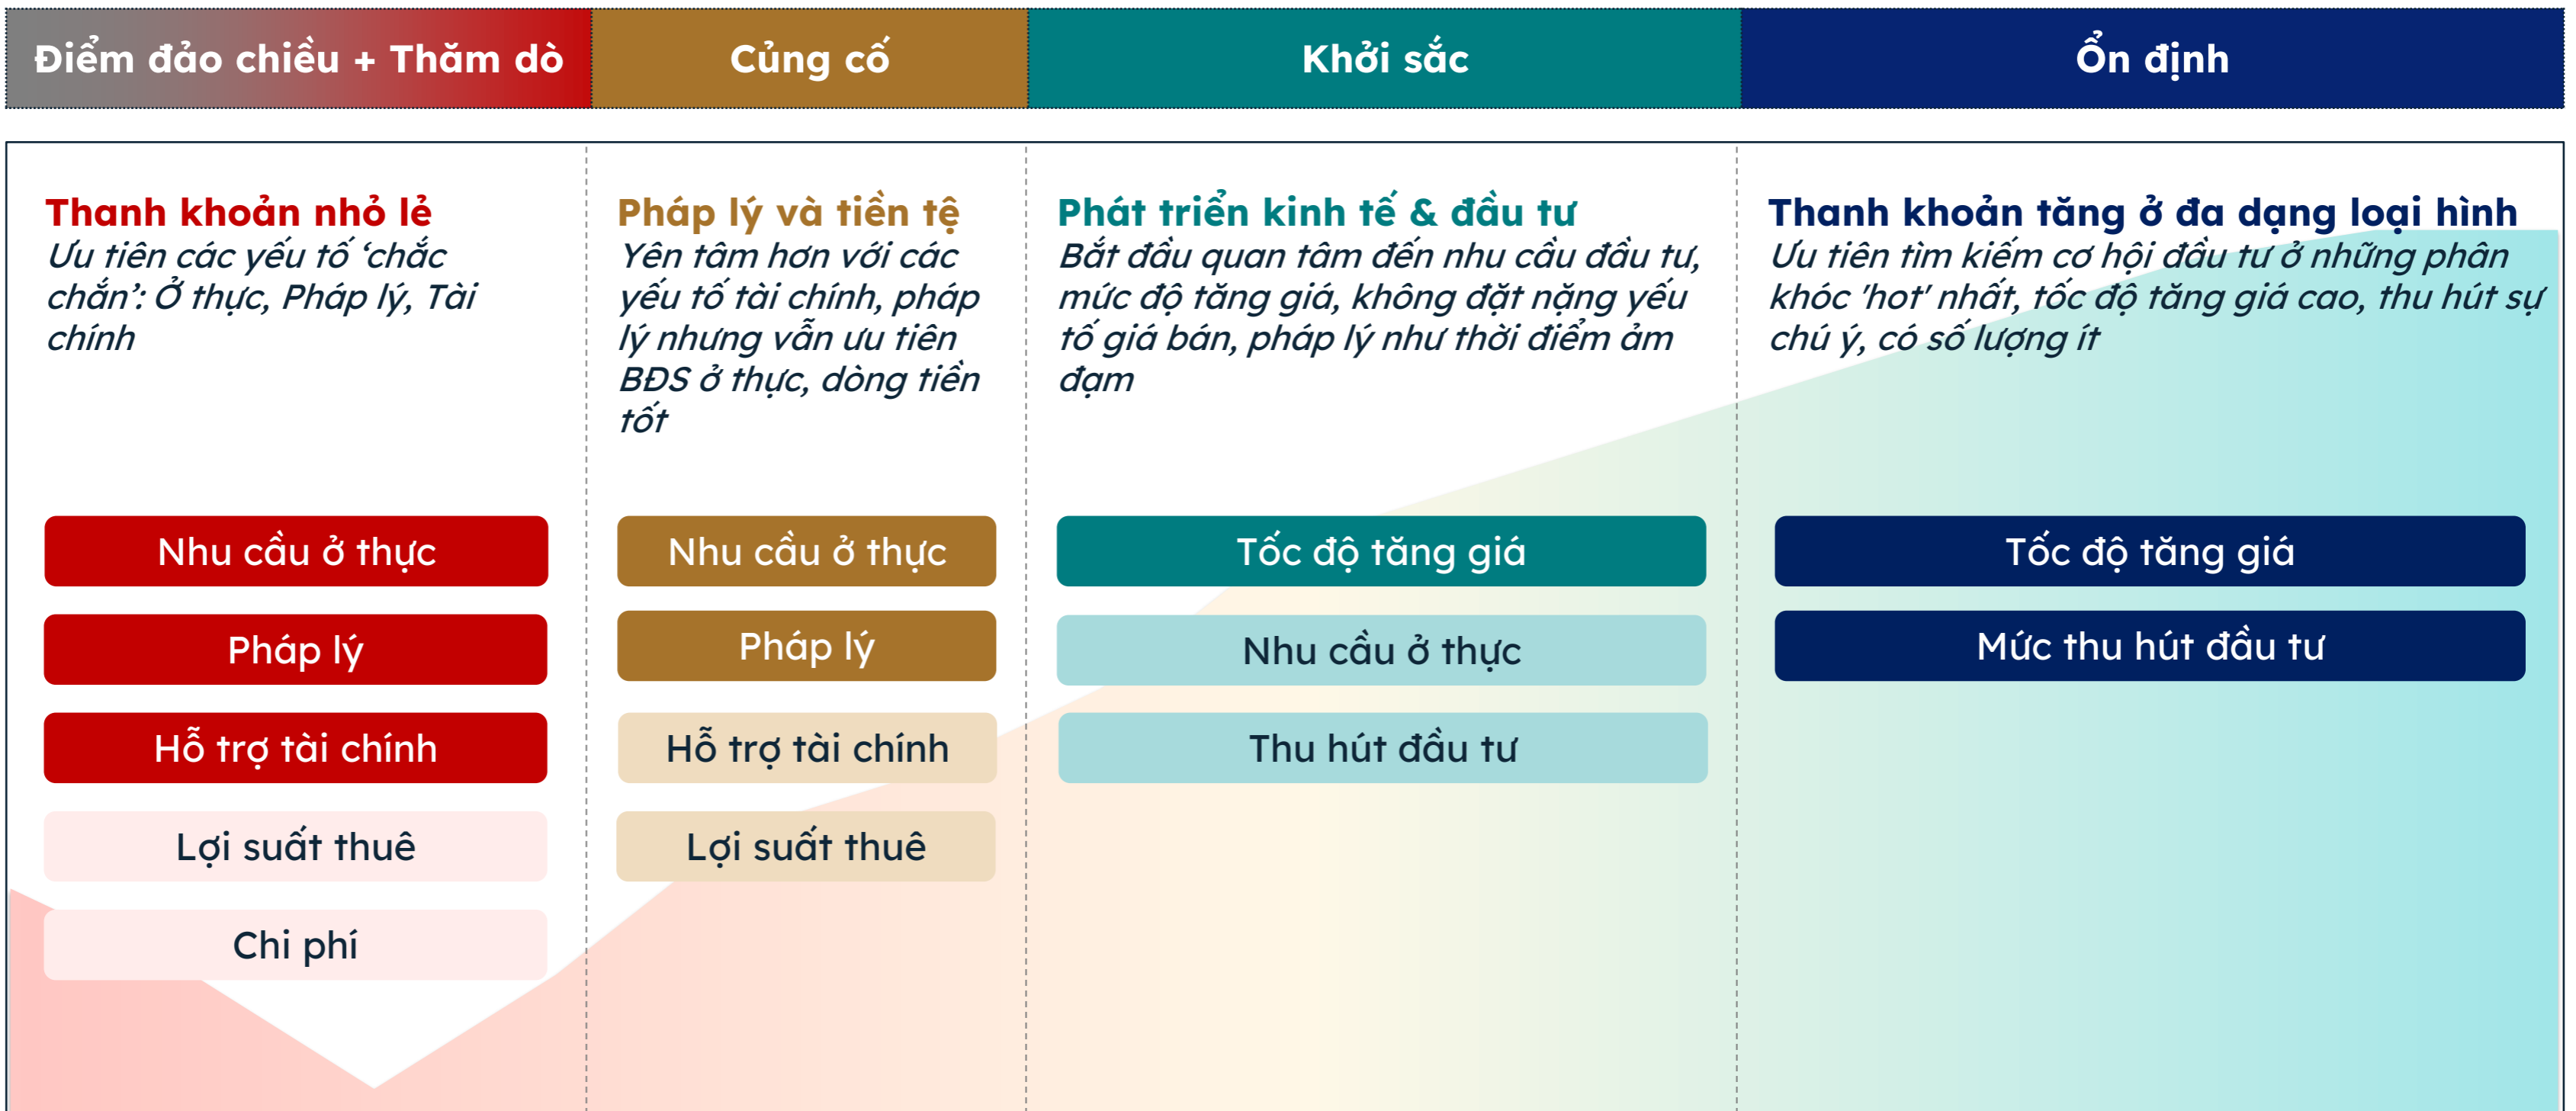 Điểm đảo chiều + Thăm dò
Củng cố
Khởi sắc
Ổn định
Thanh khoản nhỏ lẻ
Ưu tiên các yếu tố ‘chắc
chắn’: Ở thực, Pháp lý, Tài
chính
Nhu cầu ở thực
Pháp lý
Hỗ trợ tài chính
Lợi suất thuê
Chi phí
Pháp lý và tiền tệ
Yên tâm hơn với các
yếu tố tài chính, pháp
lý nhưng vẫn ưu tiên
BĐS ở thực, dòng tiền
tốt
Nhu cầu ở thực
Pháp lý
Hỗ trợ tài chính
Lợi suất thuê
Phát triển kinh tế & đầu tư
Bắt đầu quan tâm đến nhu cầu đầu tư,
mức độ tăng giá, không đặt nặng yếu
tố giá bán, pháp lý như thời điểm ảm
đạm
Tốc độ tăng giá
Nhu cầu ở thực
Thu hút đầu tư
Thanh khoản tăng ở đa dạng loại hình
Ưu tiên tìm kiếm cơ hội đầu tư ở những phân
khóc 'hot' nhất, tốc độ tăng giá cao, thu hút sự
chú ý, có số lượng ít
Tốc độ tăng giá
Mức thu hút đầu tư